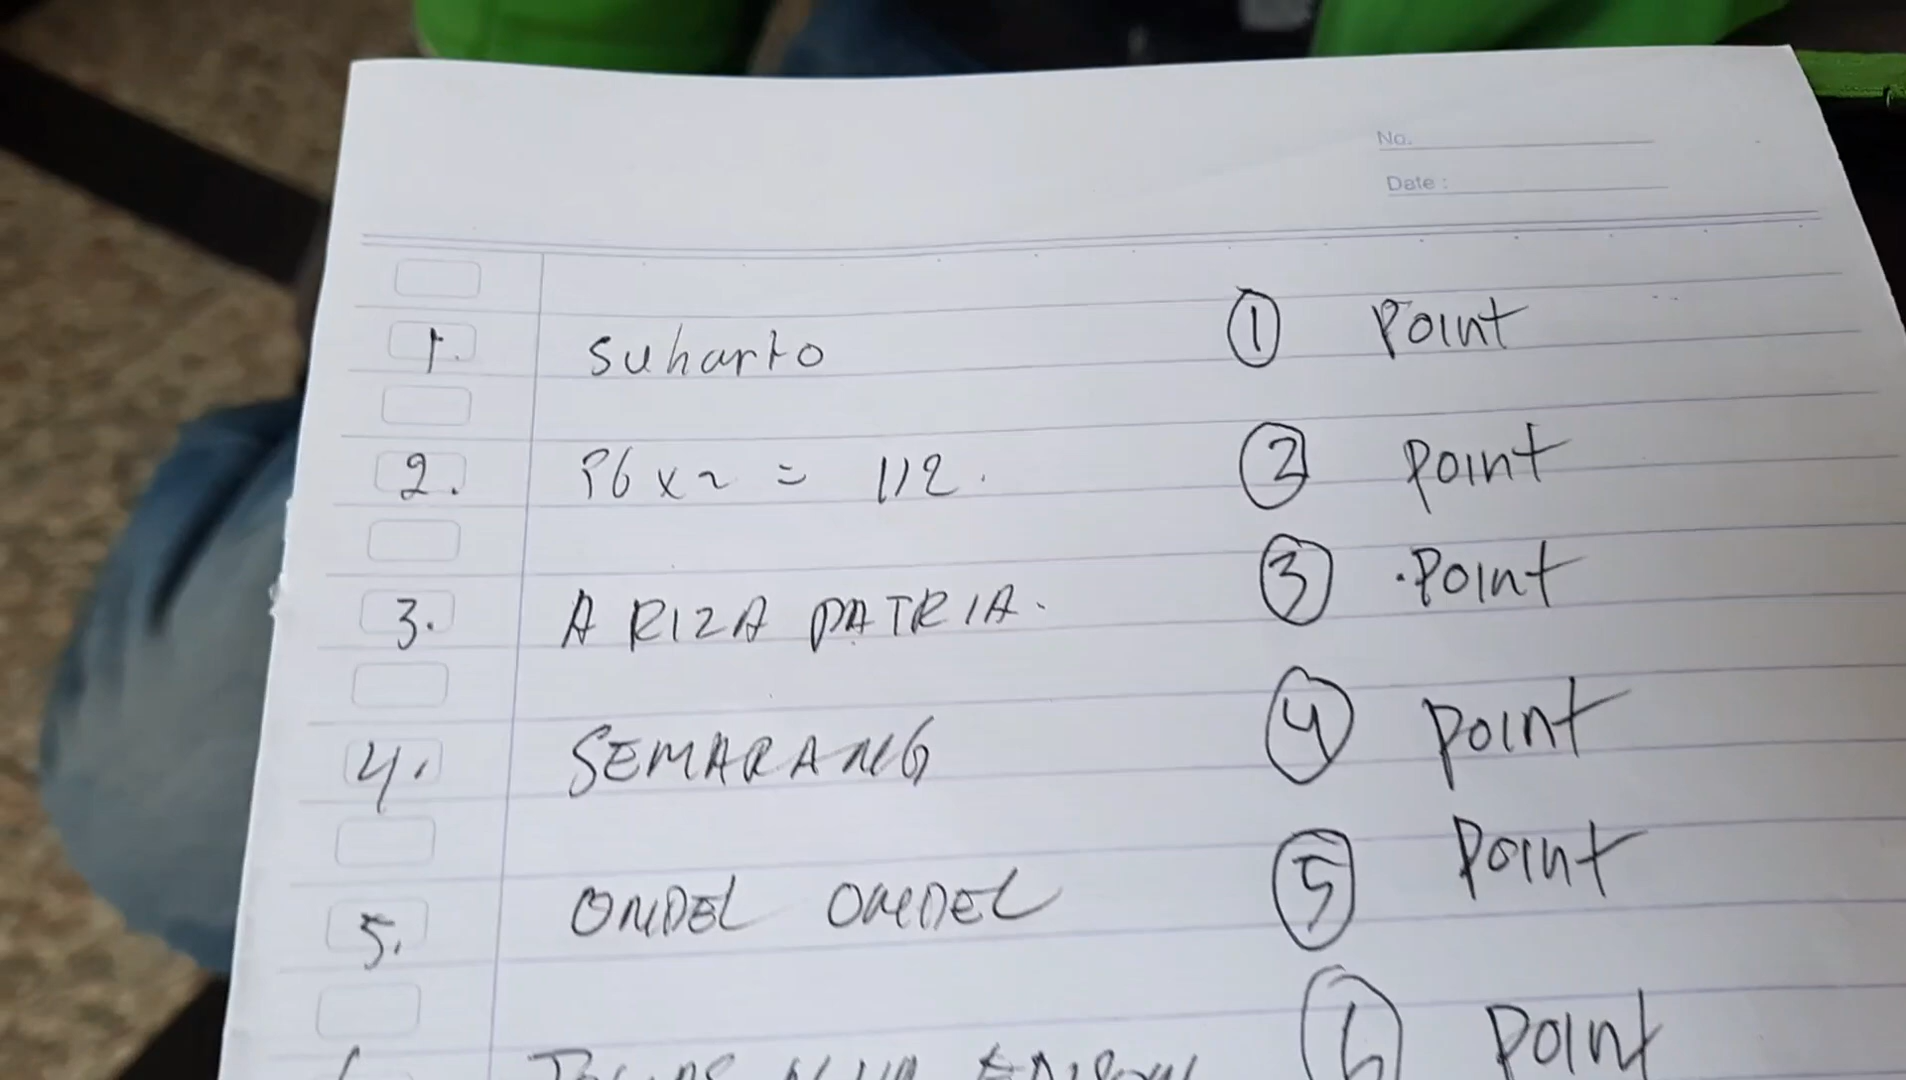 No.
Date :
1. Suharto ① Point
2. 56 x 2 = 112. ② Point
3. ARIZA PATRIA. ③ Point
4. SEMARANG ④ Point
5. ONDEL ONDEL ⑤ Point
⑥ Point